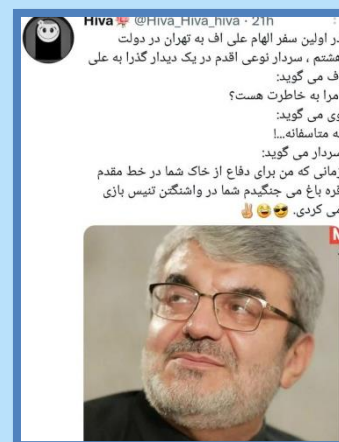 Hiva @Hiva_Hiva_hiva · 21h
در اولین سفر الهام علی اف به تهران در دولت
هشتم ، سردار نوعی اقدم در یک دیدار گذرا به علی
اف می گوید:
مرا به خاطرت هست؟
وی می گوید:
نه متاسفانه...!
سردار می گوید:
زمانی که من برای دفاع از خاک شما در خط مقدم
قره باغ می جنگیدم شما در واشنگتن تنیس بازی
می کردی. 😎😂✌️